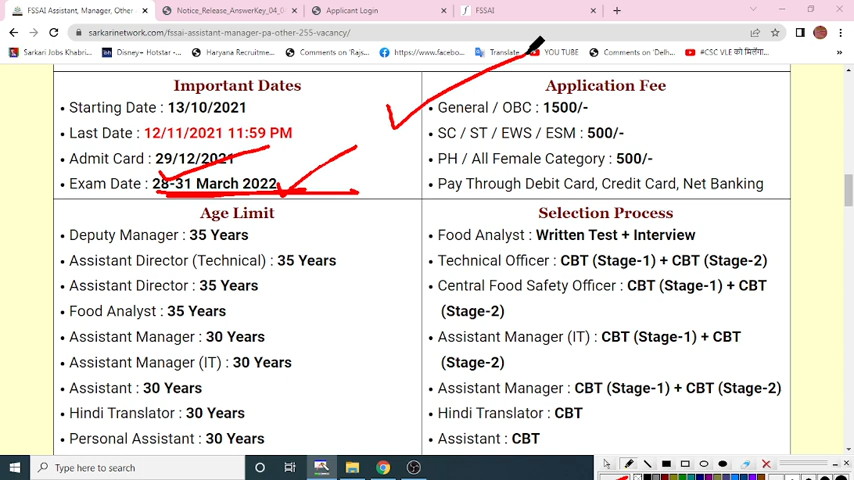 FSSAI Assistant, Manager, Other
Notice_Release_AnswerKey_04_0
Applicant Login
FSSAI
sarkarinetwork.com/fssai-assistant-manager-pa-other-255-vacancy/
Sarkari Jobs Khabri...
Disney+ Hotstar -...
Haryana Recruitme...
Comments on 'Rajs...
https://www.facebo...
Translate
YOU TUBE
Comments on 'Delh...
#CSC VLE को मिलेंगा...
Important Dates
• Starting Date : 13/10/2021
• Last Date : 12/11/2021 11:59 PM
• Admit Card : 29/12/2021
• Exam Date : 28-31 March 2022
Application Fee
• General / OBC : 1500/-
• SC / ST / EWS / ESM : 500/-
• PH / All Female Category : 500/-
• Pay Through Debit Card, Credit Card, Net Banking
Age Limit
• Deputy Manager : 35 Years
• Assistant Director (Technical) : 35 Years
• Assistant Director : 35 Years
• Food Analyst : 35 Years
• Assistant Manager : 30 Years
• Assistant Manager (IT) : 30 Years
• Assistant : 30 Years
• Hindi Translator : 30 Years
• Personal Assistant : 30 Years
Selection Process
• Food Analyst : Written Test + Interview
• Technical Officer : CBT (Stage-1) + CBT (Stage-2)
• Central Food Safety Officer : CBT (Stage-1) + CBT
(Stage-2)
• Assistant Manager (IT) : CBT (Stage-1) + CBT
(Stage-2)
• Assistant Manager : CBT (Stage-1) + CBT (Stage-2)
• Hindi Translator : CBT
• Assistant : CBT
Type here to search